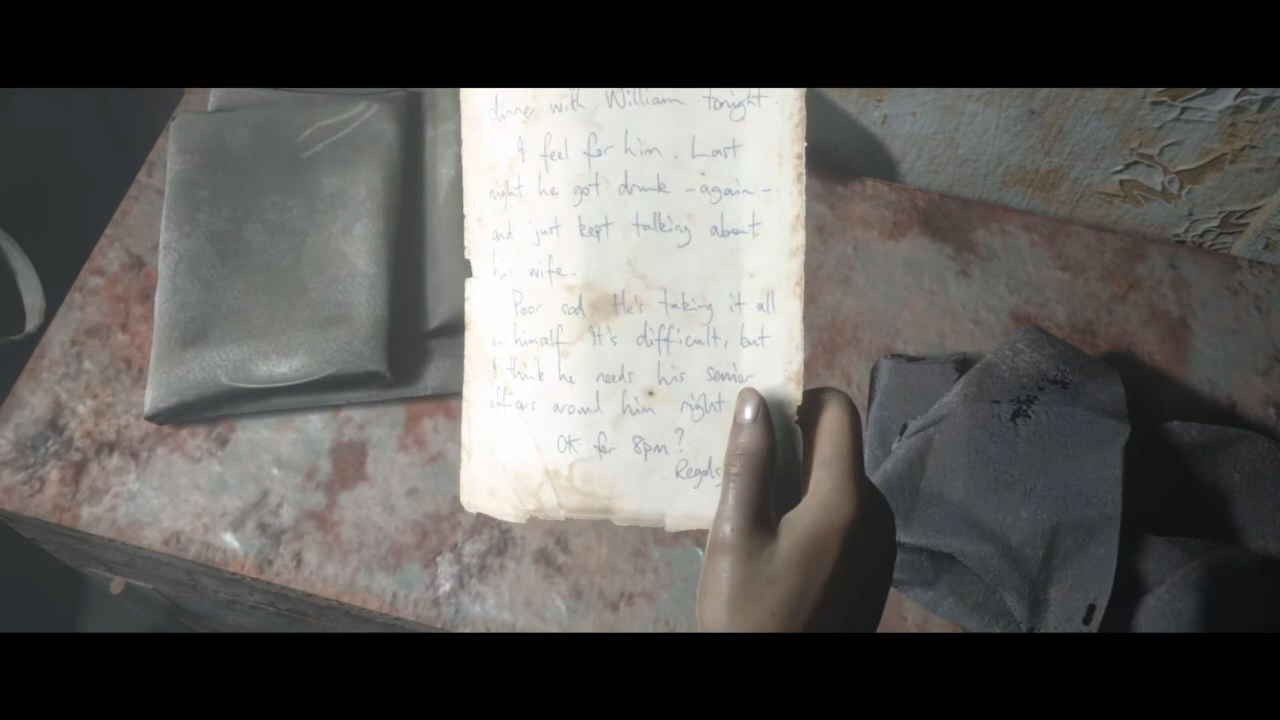 dinner with William tonight.
I feel for him. Last
night he got drunk - again -
and just kept talking about
his wife.
Poor sod. He's taking it all
on himself. It's difficult, but
I think he needs his senior
officers around him right
OK for 8pm?
Regols